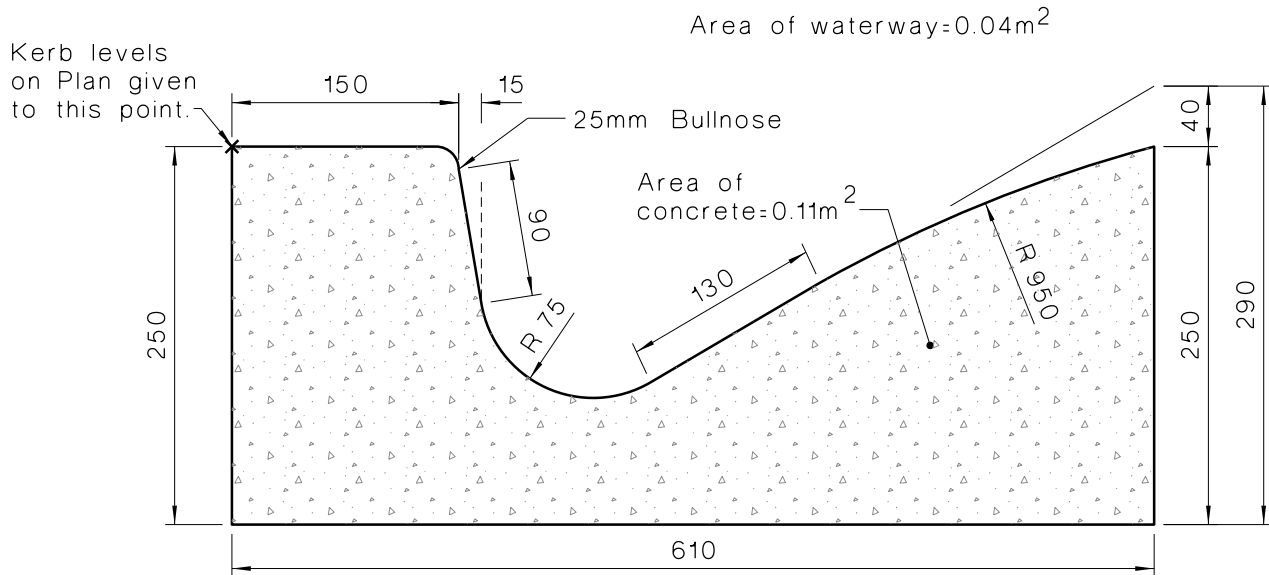 Area of waterway=0.04m²
Kerb levels
on Plan given
to this point.
150
15
25mm Bullnose
40
Area of
concrete=0.11m²
90
130
R 950
R 75
250
250
290
610